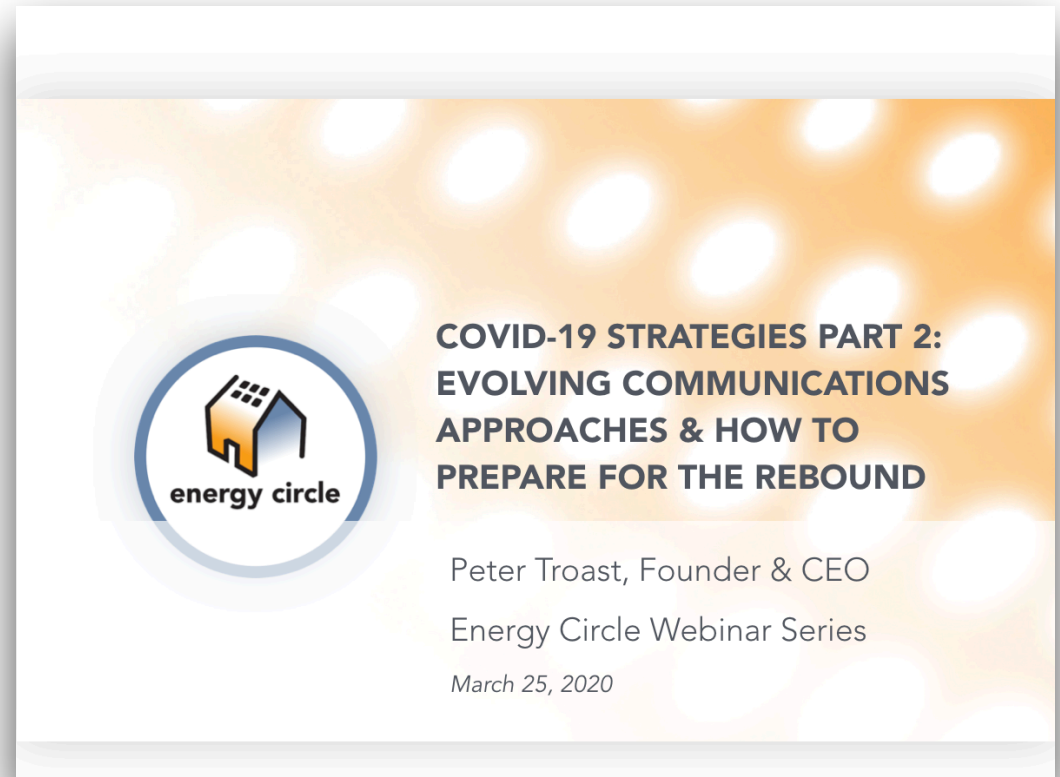 COVID-19 STRATEGIES PART 2:
EVOLVING COMMUNICATIONS
APPROACHES & HOW TO
PREPARE FOR THE REBOUND
energy circle
Peter Troast, Founder & CEO
Energy Circle Webinar Series
March 25, 2020